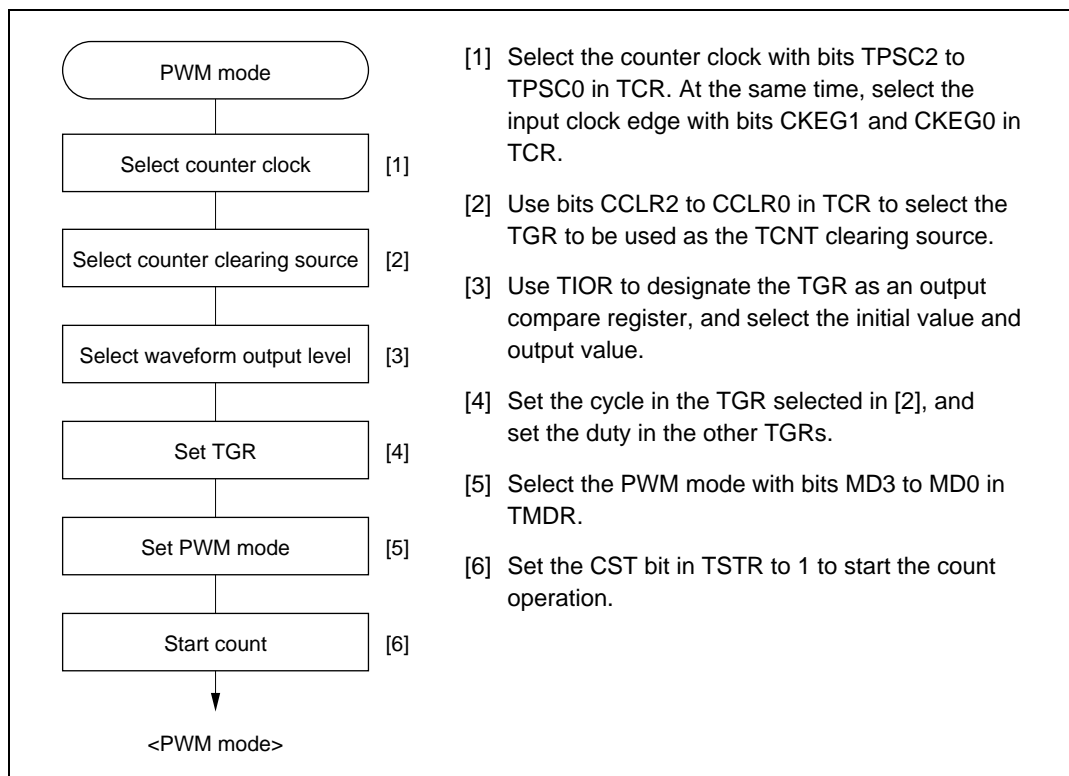 PWM mode
Select counter clock [1]
Select counter clearing source [2]
Select waveform output level [3]
Set TGR [4]
Set PWM mode [5]
Start count [6]
<PWM mode>
[1] Select the counter clock with bits TPSC2 to
TPSC0 in TCR. At the same time, select the
input clock edge with bits CKEG1 and CKEG0 in
TCR.
[2] Use bits CCLR2 to CCLR0 in TCR to select the
TGR to be used as the TCNT clearing source.
[3] Use TIOR to designate the TGR as an output
compare register, and select the initial value and
output value.
[4] Set the cycle in the TGR selected in [2], and
set the duty in the other TGRs.
[5] Select the PWM mode with bits MD3 to MD0 in
TMDR.
[6] Set the CST bit in TSTR to 1 to start the count
operation.